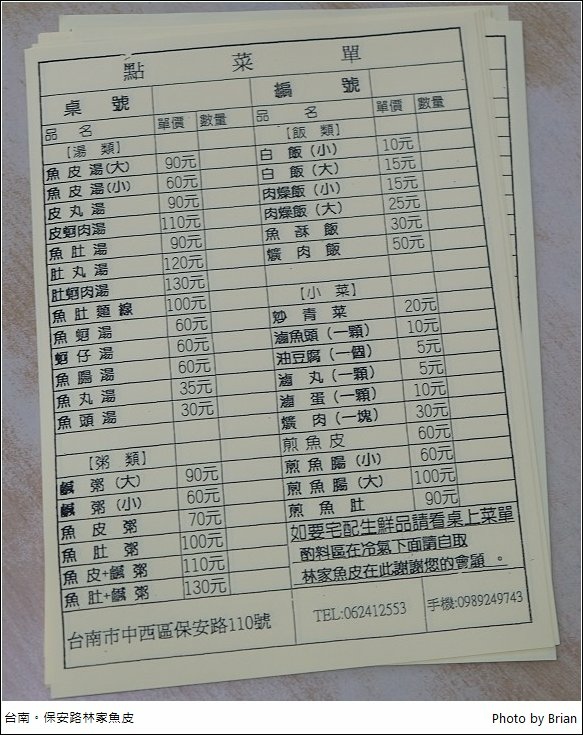 點 菜 單
桌 號
編 號
品 名 單價 數量
【湯 類】
魚 皮 湯(大) 90元
魚 皮 湯(小) 60元
皮 丸 湯 90元
皮蚵肉湯 110元
魚 肚 湯 90元
肚 丸 湯 120元
肚蚵肉湯 130元
魚 肚 麵 線 100元
魚 蚵 湯 60元
蚵 仔 湯 60元
魚 腸 湯 60元
魚 丸 湯 35元
魚 頭 湯 30元
【粥 類】
鹹 粥(大) 90元
鹹 粥(小) 60元
魚 皮 粥 70元
魚 肚 粥 100元
魚 皮+鹹 粥 110元
魚 肚+鹹 粥 130元
品 名 單價 數量
【飯 類】
白 飯(小) 10元
白 飯(大) 15元
肉燥飯(小) 15元
肉燥飯(大) 25元
魚 酥 飯 30元
爌 肉 飯 50元
【小 菜】
炒 青 菜 20元
滷魚頭(一顆) 10元
油豆腐(一個) 5元
滷 丸(一顆) 5元
滷 蛋(一顆) 10元
爌 肉(一塊) 30元
煎魚皮 60元
煎魚腸(小) 60元
煎魚腸(大) 100元
煎 魚 肚 90元
如要宅配生鮮品請看桌上菜單
酌料區在冷氣下面請自取
林家魚皮在此謝謝您的會顧 。
台南市中西區保安路110號
TEL:062412553
手機:0989249743
台南。保安路林家魚皮
Photo by Brian